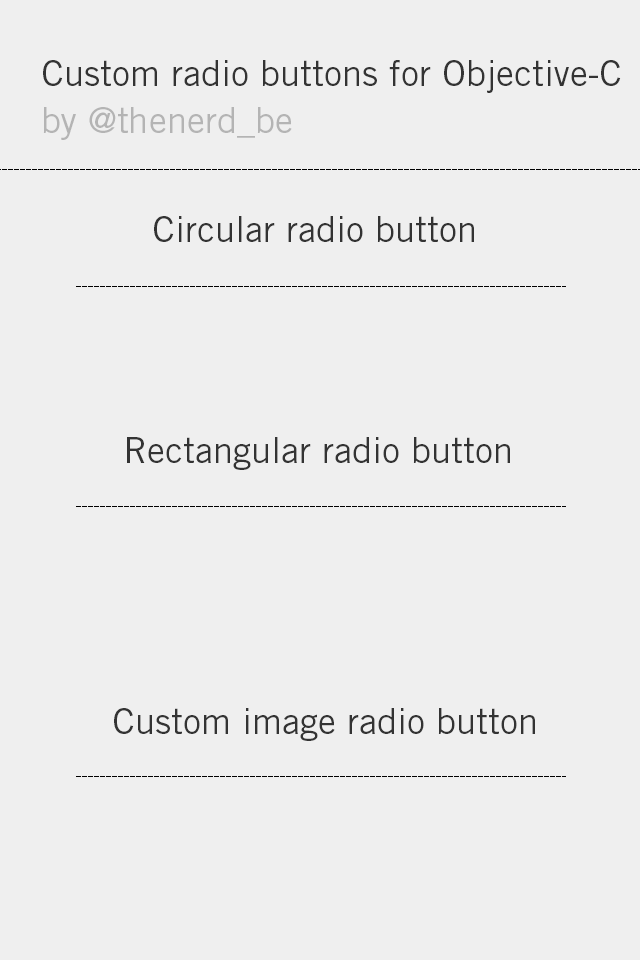 Custom radio buttons for Objective-C
by @thenerd_be
Circular radio button
Rectangular radio button
Custom image radio button